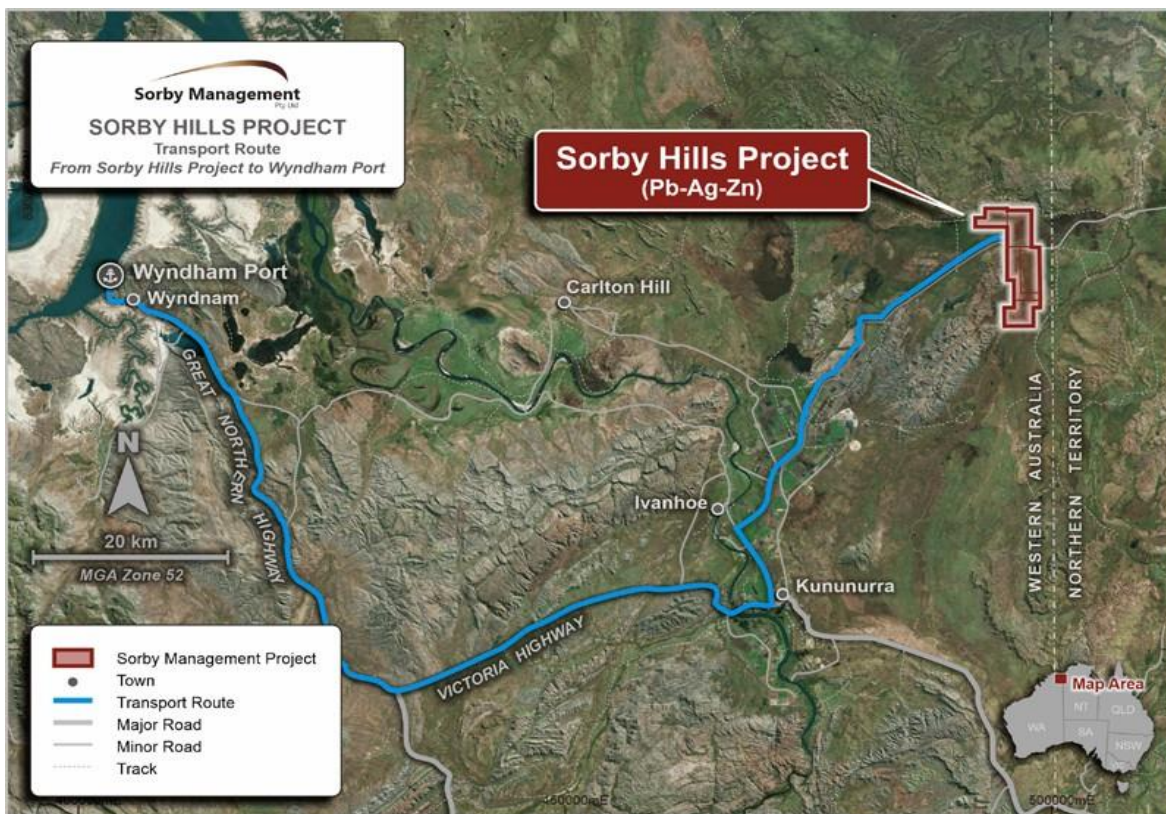 Sorby Management
Pty Ltd
SORBY HILLS PROJECT
Transport Route
From Sorby Hills Project to Wyndham Port
Sorby Hills Project
(Pb-Ag-Zn)
Wyndham Port
Wyndnam
Carlton Hill
GREAT NORTHERN HIGHWAY
N
20 km
MGA Zone 52
Ivanhoe
Kununurra
VICTORIA HIGHWAY
WESTERN AUSTRALIA
NORTHERN TERRITORY
Sorby Management Project
Town
Transport Route
Major Road
Minor Road
Track
Map Area
WA
NT
QLD
SA
NSW
450000mE
500000mE